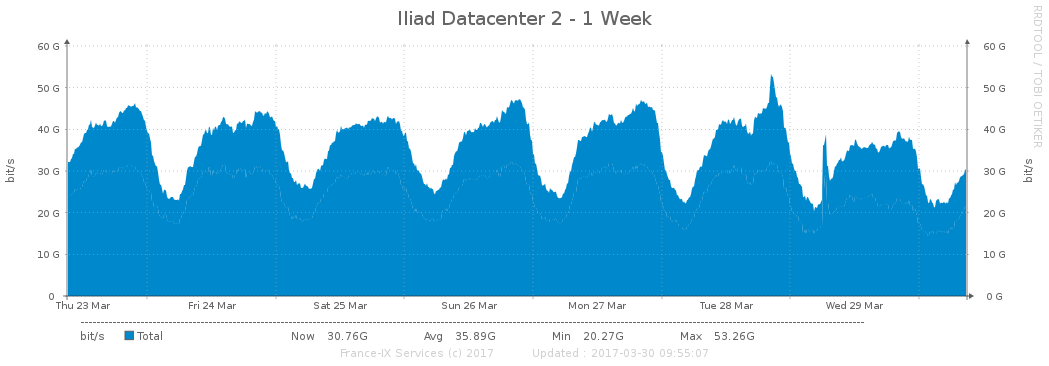 Iliad Datacenter 2 - 1 Week
RRDTOOL / TOBI OETIKER
60 G 60 G
50 G 50 G
40 G 40 G
30 G 30 G
20 G 20 G
10 G 10 G
0 0 G
bit/s bit/s
Thu 23 Mar Fri 24 Mar Sat 25 Mar Sun 26 Mar Mon 27 Mar Tue 28 Mar Wed 29 Mar
bit/s Total Now 30.76G Avg 35.89G Min 20.27G Max 53.26G
France-IX Services (c) 2017 Updated : 2017-03-30 09:55:07